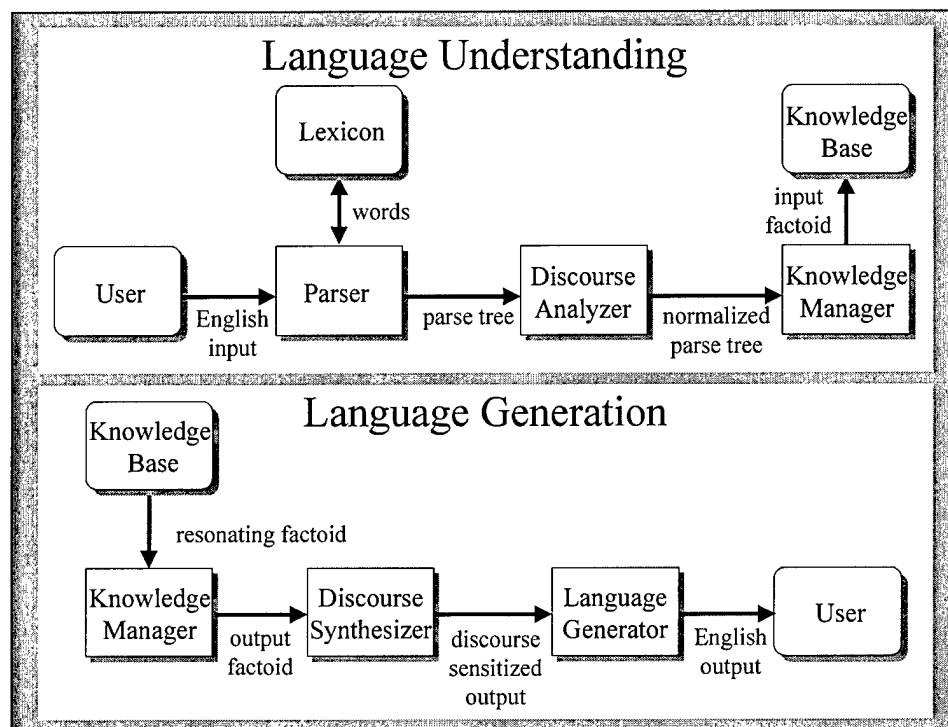 Language Understanding
Lexicon
Knowledge
Base
words
input
factoid
User
English
input
Parser
parse tree
Discourse
Analyzer
normalized
parse tree
Knowledge
Manager
Language Generation
Knowledge
Base
resonating factoid
Knowledge
Manager
output
factoid
Discourse
Synthesizer
discourse
sensitized
output
Language
Generator
English
output
User